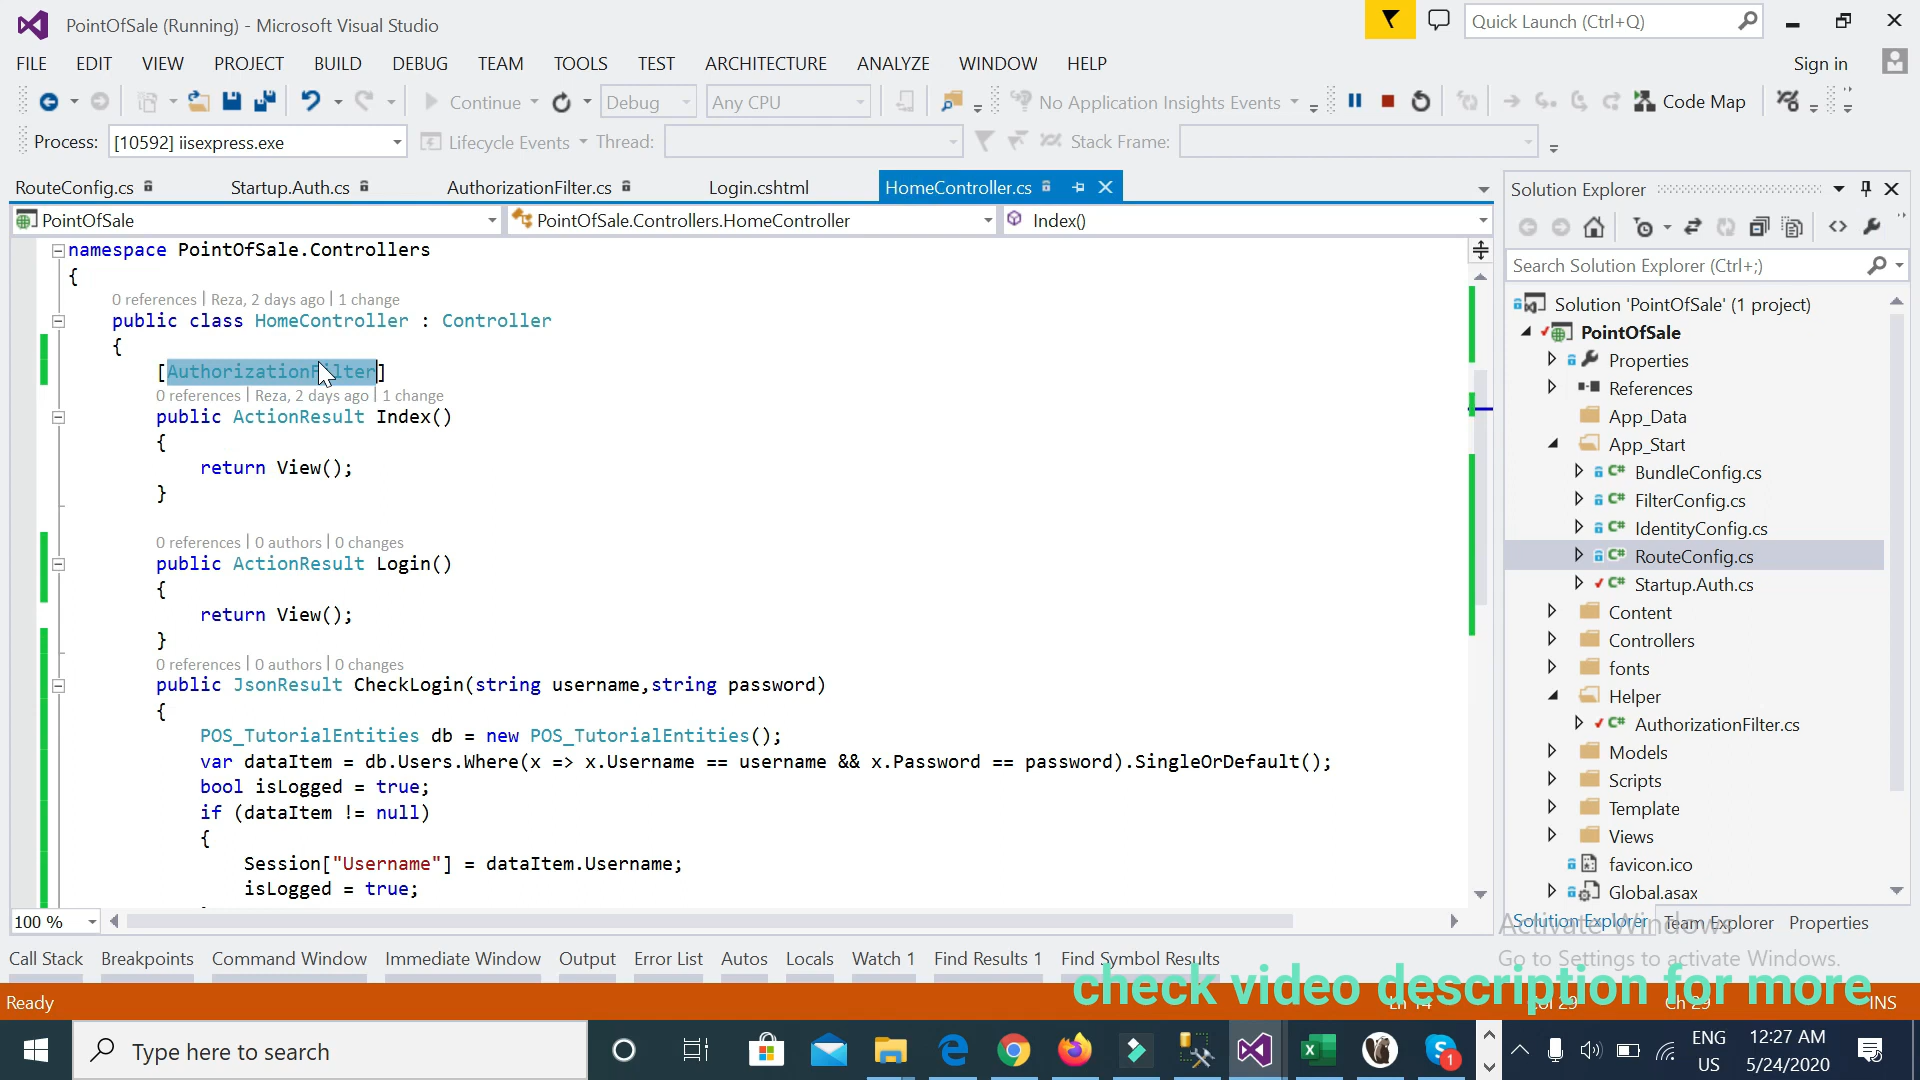 PointOfSale (Running) - Microsoft Visual Studio
Quick Launch (Ctrl+Q)
FILE EDIT VIEW PROJECT BUILD DEBUG TEAM TOOLS TEST ARCHITECTURE ANALYZE WINDOW HELP
Sign in
Continue Debug Any CPU No Application Insights Events Code Map
Process: [10592] iisexpress.exe Lifecycle Events Thread: Stack Frame:
RouteConfig.cs Startup.Auth.cs AuthorizationFilter.cs Login.cshtml HomeController.cs
PointOfSale PointOfSale.Controllers.HomeController Index()
namespace PointOfSale.Controllers
{
0 references | Reza, 2 days ago | 1 change
public class HomeController : Controller
{
[AuthorizationFilter]
0 references | Reza, 2 days ago | 1 change
public ActionResult Index()
{
return View();
}
0 references | 0 authors | 0 changes
public ActionResult Login()
{
return View();
}
0 references | 0 authors | 0 changes
public JsonResult CheckLogin(string username,string password)
{
POS_TutorialEntities db = new POS_TutorialEntities();
var dataItem = db.Users.Where(x => x.Username == username && x.Password == password).SingleOrDefault();
bool isLogged = true;
if (dataItem != null)
{
Session["Username"] = dataItem.Username;
isLogged = true;
100 %
Solution Explorer
Search Solution Explorer (Ctrl+;)
Solution 'PointOfSale' (1 project)
PointOfSale
Properties
References
App_Data
App_Start
C# BundleConfig.cs
C# FilterConfig.cs
C# IdentityConfig.cs
C# RouteConfig.cs
C# Startup.Auth.cs
Content
Controllers
fonts
Helper
C# AuthorizationFilter.cs
Models
Scripts
Template
Views
favicon.ico
Global.asax
Solution Explorer Team Explorer Properties
Activate Windows
Go to Settings to activate Windows.
Call Stack Breakpoints Command Window Immediate Window Output Error List Autos Locals Watch 1 Find Results 1 Find Symbol Results
check video description for more
Ready Ln 14 Col 29 Ch 29 INS
Type here to search
1
ENG
US
12:27 AM
5/24/2020